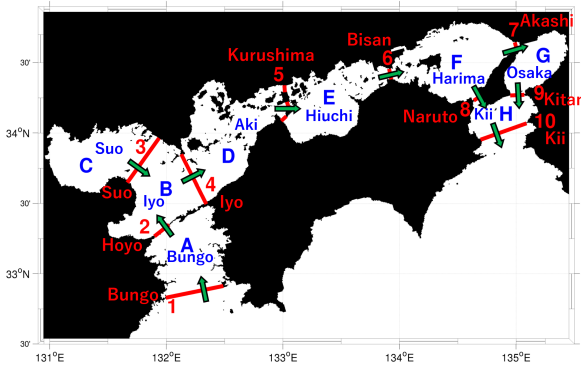 7 Akashi
Bisan
6
Kurushima
5
F
Harima
G
Osaka
E
Hiuchi
8
Naruto
Kii H
9 Kitan
10
Kii
Aki
D
3
Suo
C
Suo
B
Iyo
4
Iyo
2
Hoyo
A
Bungo
Bungo
1
30'
34°N
30'
33°N
30'
131°E
132°E
133°E
134°E
135°E